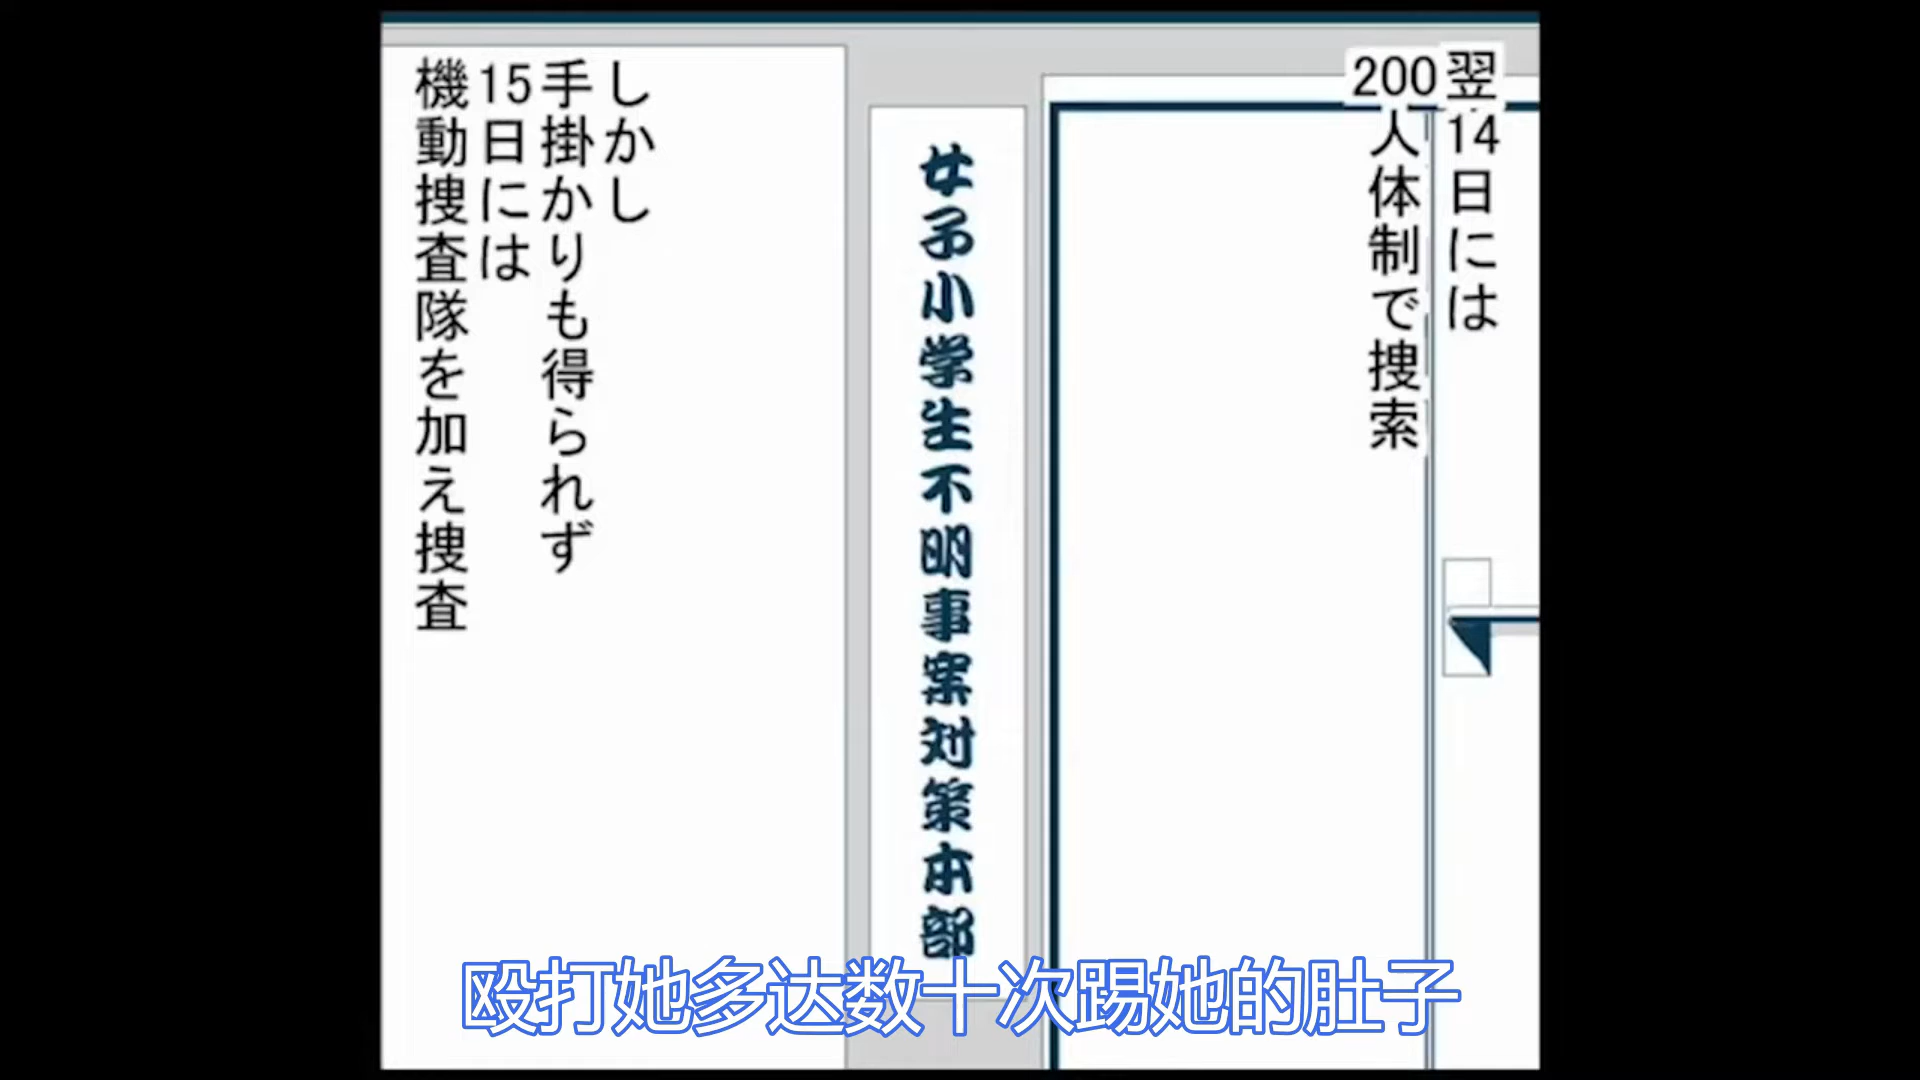 翌14日には
200人体制で捜索
女子小学生不明事案対策本部
しかし
手掛かりも得られず
15日には
機動捜査隊を加え捜査
殴打她多达数十次踢她的肚子